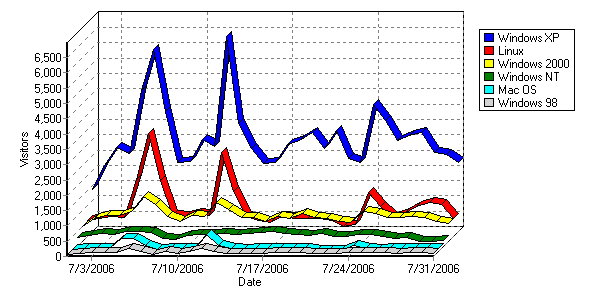 Windows XP
Linux
Windows 2000
Windows NT
Mac OS
Windows 98
6,500
6,000
5,500
5,000
4,500
4,000
3,500
3,000
2,500
2,000
1,500
1,000
500
0
Visitors
7/3/2006 7/10/2006 7/17/2006 7/24/2006 7/31/2006
Date